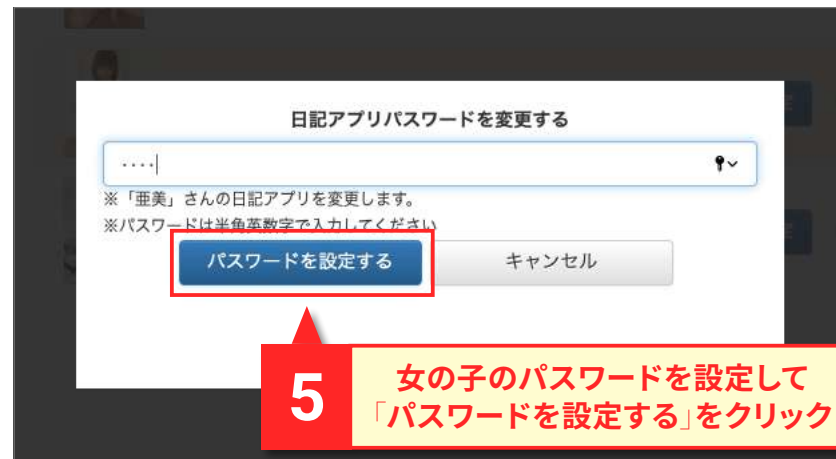 日記アプリパスワードを変更する
····
※「亜美」さんの日記アプリを変更します。
※パスワードは半角英数字で入力してください
パスワードを設定する
キャンセル
5
女の子のパスワードを設定して
「パスワードを設定する」をクリック